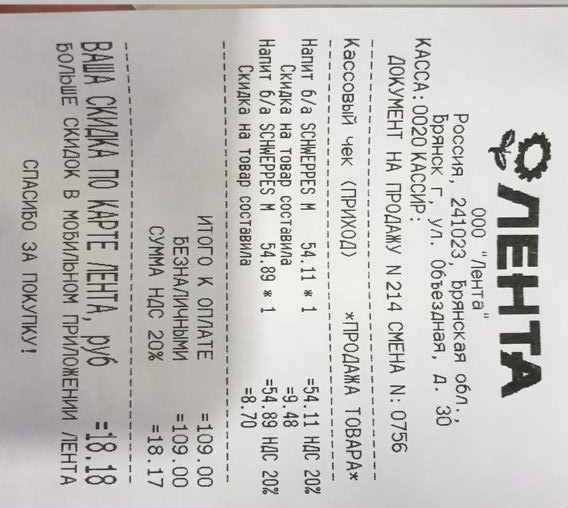 ЛЕНТА
ООО "Лента"
Россия, 241023, Брянская обл.,
Брянск г, ул. Объездная, д. 30
КАССА:0020 КАССИР:
ДОКУМЕНТ НА ПРОДАЖУ N 214 СМЕНА N: 0756
Кассовый чек (ПРИХОД) *ПРОДАЖА ТОВАРА*
Напит б/а SCHWEPPES М 54.11 * 1 =54.11 НДС 20%
Скидка на товар составила =9.48
Напит б/а SCHWEPPES М 54.89 * 1 =54.89 НДС 20%
Скидка на товар составила =8.70
ИТОГО К ОПЛАТЕ =109.00
БЕЗНАЛИЧНЫМИ =109.00
СУММА НДС 20% =18.17
ВАША СКИДКА ПО КАРТЕ ЛЕНТА, руб =18.18
БОЛЬШЕ СКИДОК В МОБИЛЬНОМ ПРИЛОЖЕНИИ ЛЕНТА
СПАСИБО ЗА ПОКУПКУ!